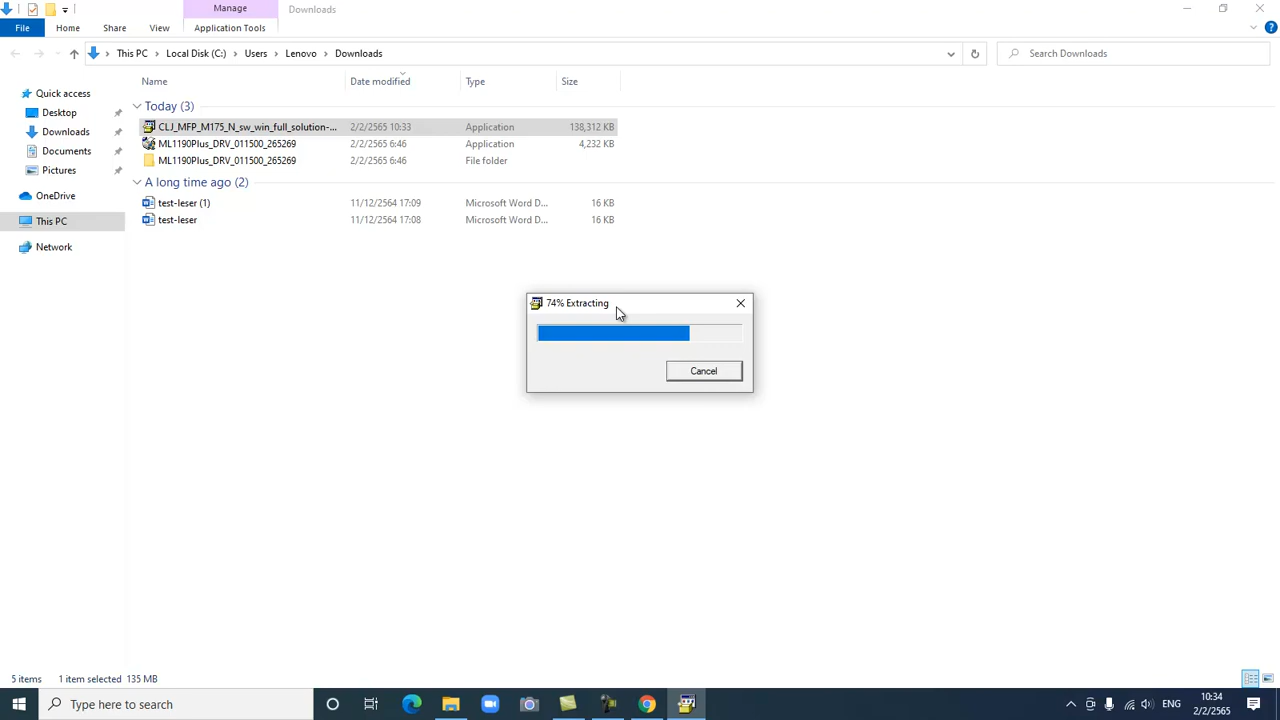 Manage
Downloads
File
Home
Share
View
Application Tools
This PC
Local Disk (C:)
Users
Lenovo
Downloads
Search Downloads
Name
Date modified
Type
Size
Quick access
Desktop
Downloads
Documents
Pictures
OneDrive
This PC
Network
Today (3)
CLJ_MFP_M175_N_sw_win_full_solution-... 2/2/2565 10:33 Application 138,312 KB
ML1190Plus_DRV_011500_265269 2/2/2565 6:46 Application 4,232 KB
ML1190Plus_DRV_011500_265269 2/2/2565 6:46 File folder
A long time ago (2)
test-leser (1) 11/12/2564 17:09 Microsoft Word D... 16 KB
test-leser 11/12/2564 17:08 Microsoft Word D... 16 KB
74% Extracting
Cancel
5 items 1 item selected 135 MB
Type here to search
ENG
10:34
2/2/2565